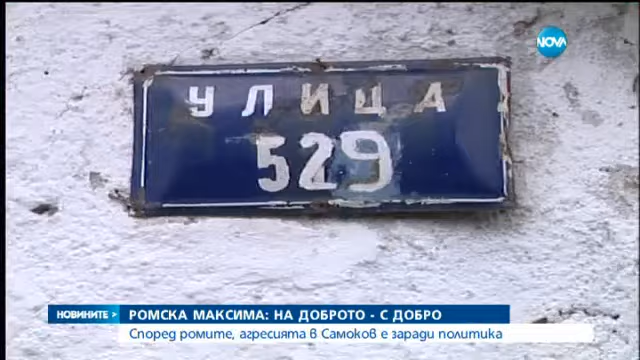 NOVA
УЛИЦА
529
НОВИНИТЕ
РОМСКА МАКСИМА: НА ДОБРОТО - С ДОБРО
Според ромите, агресията в Самоков е заради политика